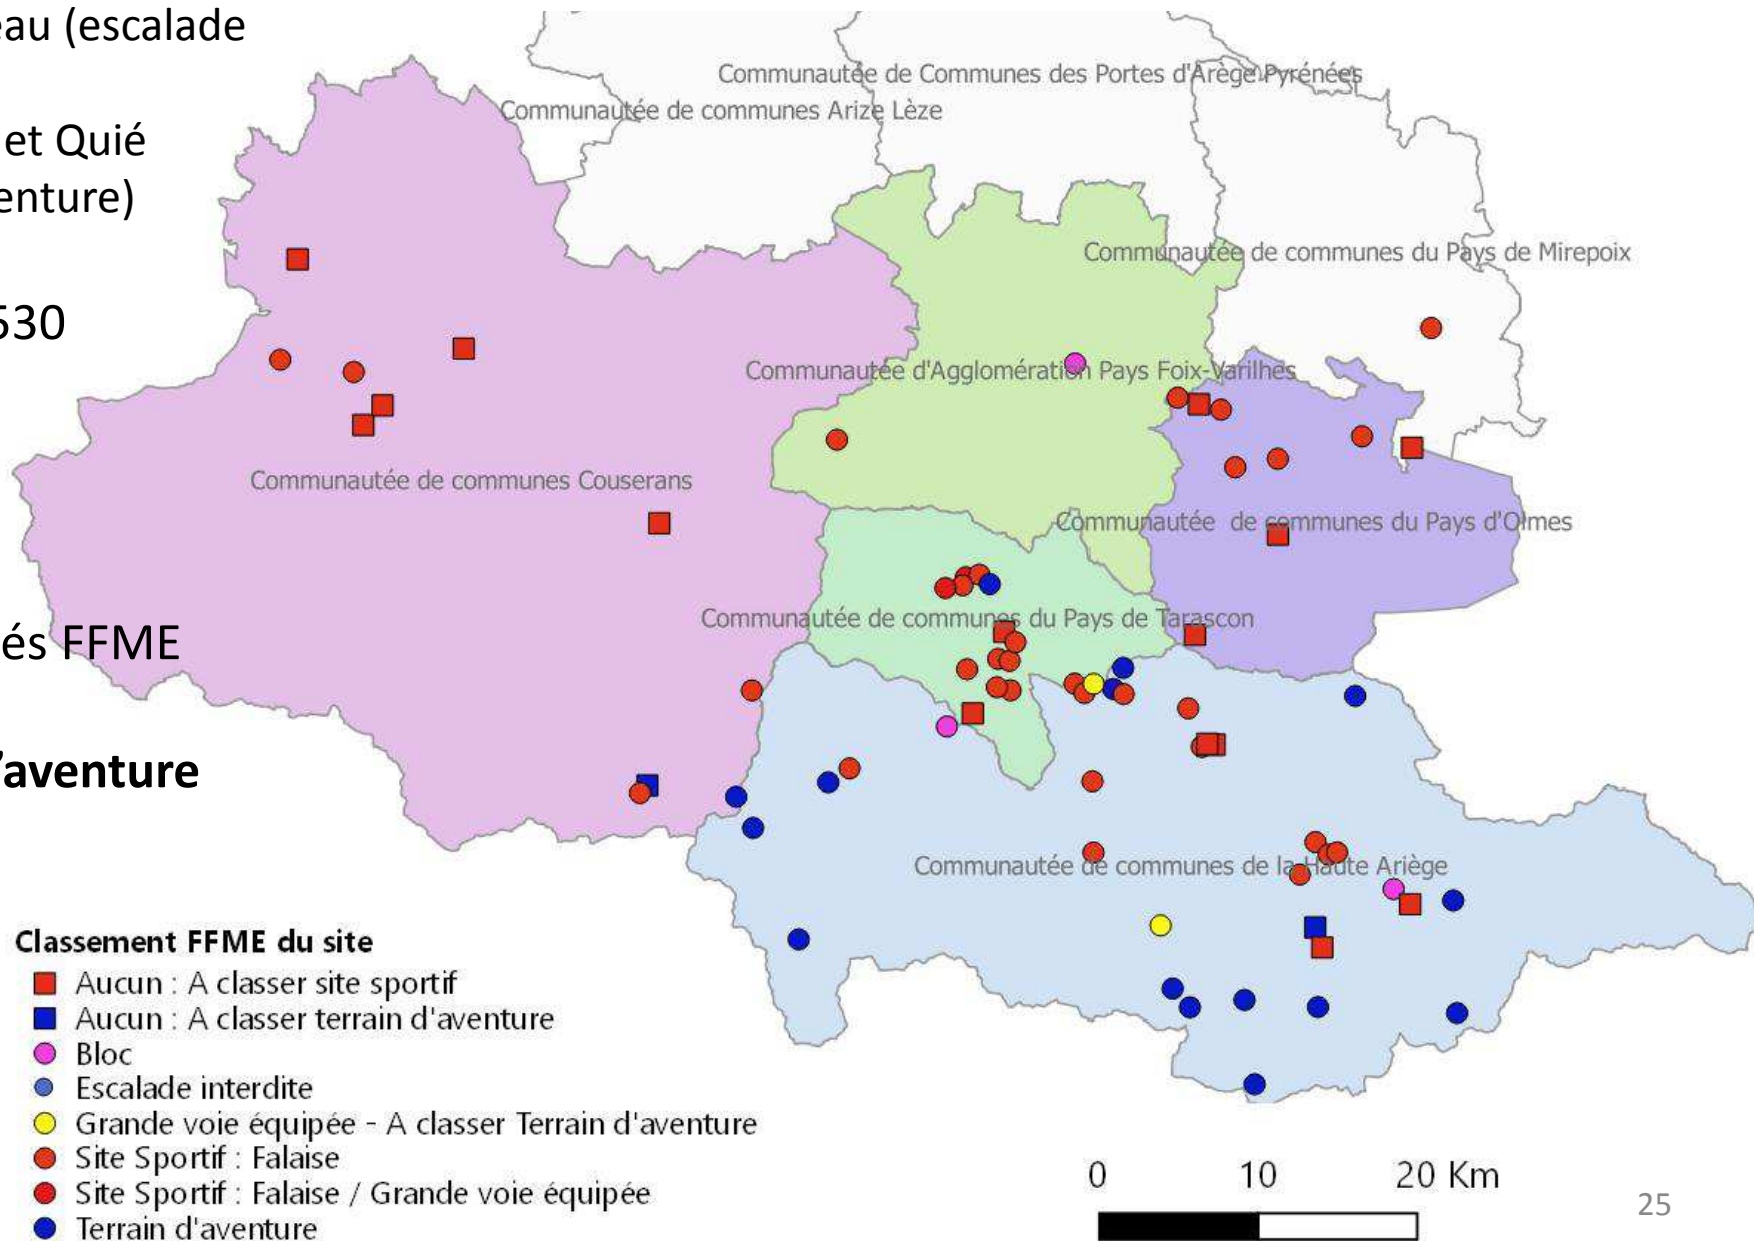 eau (escalade
et Quié
enture)
530
és FFME
’aventure
Communautée de Communes des Portes d'Arège Pyrénées
Communautée de communes Arize Lèze
Communautée de communes du Pays de Mirepoix
Communautée d'Agglomération Pays Foix-Varilhes
Communautée de communes Couserans
Communautée  de communes du Pays d'Olmes
Communautée de communes du Pays de Tarascon
Communautée de communes de la Haute Ariège
Classement FFME du site
Aucun : A classer site sportif
Aucun : A classer terrain d'aventure
Bloc
Escalade interdite
Grande voie équipée - A classer Terrain d'aventure
Site Sportif : Falaise
Site Sportif : Falaise / Grande voie équipée
Terrain d'aventure
0 10 20 Km
25